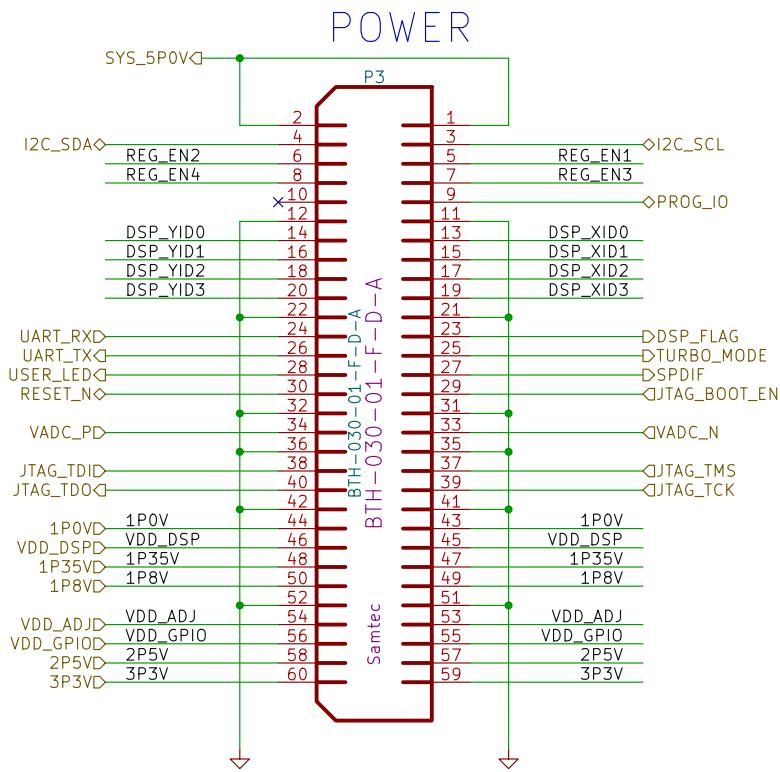 POWER
SYS_5P0V
P3
2 1
I2C_SDA 4 3 I2C_SCL
REG_EN2 6 5 REG_EN1
REG_EN4 8 7 REG_EN3
10 9 PROG_IO
12 11
DSP_YID0 14 13 DSP_XID0
DSP_YID1 16 15 DSP_XID1
DSP_YID2 18 17 DSP_XID2
DSP_YID3 20 19 DSP_XID3
22 21
UART_RX 24 23 DSP_FLAG
UART_TX 26 25 TURBO_MODE
USER_LED 28 27 SPDIF
RESET_N 30 29 JTAG_BOOT_EN
32 31
VADC_P 34 33 VADC_N
36 35
JTAG_TDI 38 37 JTAG_TMS
JTAG_TDO 40 39 JTAG_TCK
42 41
1P0V 1P0V 44 43 1P0V
VDD_DSP VDD_DSP 46 45 VDD_DSP
1P35V 1P35V 48 47 1P35V
1P8V 1P8V 50 49 1P8V
52 51
VDD_ADJ VDD_ADJ 54 53 VDD_ADJ
VDD_GPIO VDD_GPIO 56 55 VDD_GPIO
2P5V 2P5V 58 57 2P5V
3P3V 3P3V 60 59 3P3V
BTH-030-01-F-D-A
BTH-030-01-F-D-A
Samtec